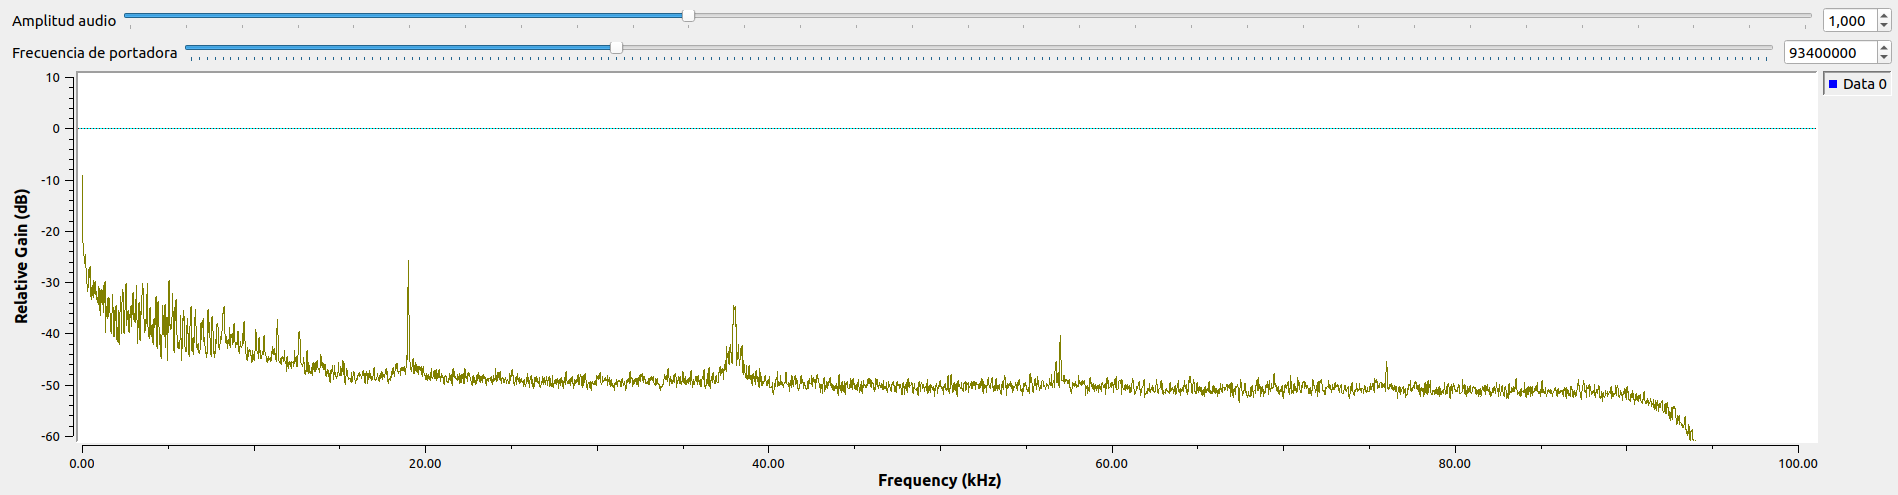 Amplitud audio 1,000
Frecuencia de portadora 93400000
Data 0
10
0
-10
-20
-30
-40
-50
-60
Relative Gain (dB)
0.00 20.00 40.00 60.00 80.00 100.00
Frequency (kHz)